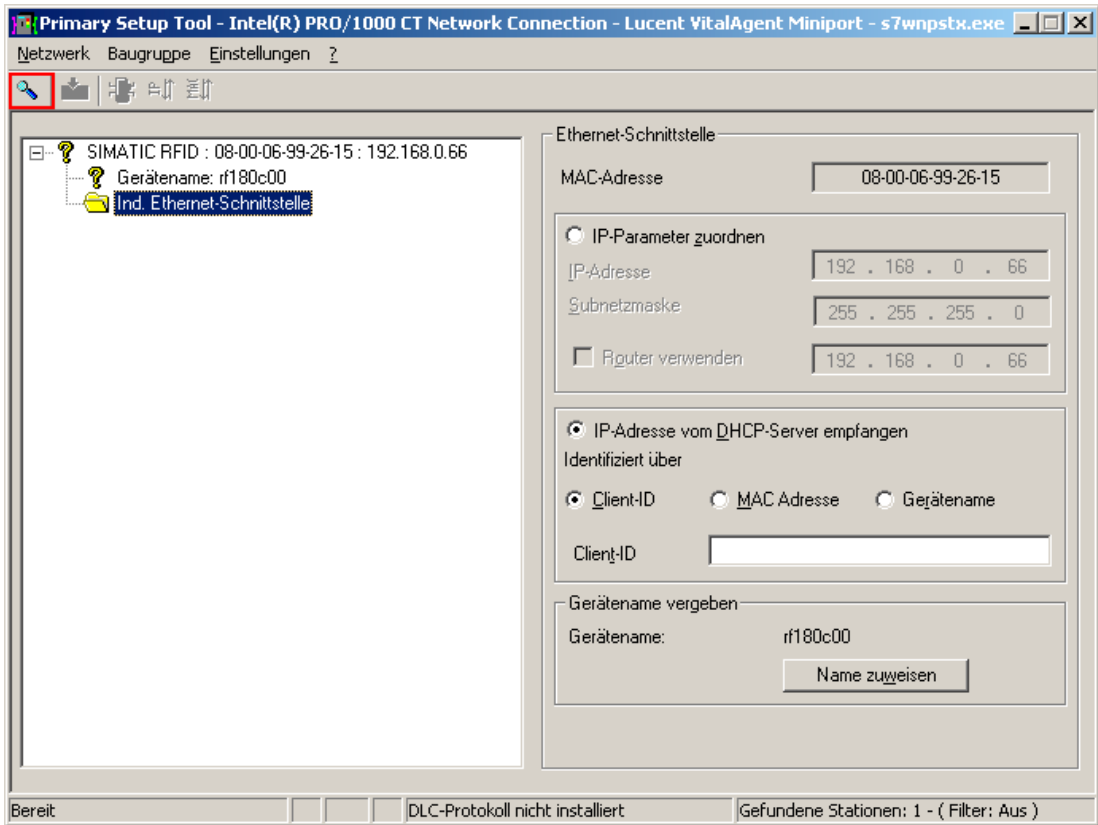 Primary Setup Tool - Intel(R) PRO/1000 CT Network Connection - Lucent VitalAgent Miniport - s7wnpstx.exe
Netzwerk Baugruppe Einstellungen ?
SIMATIC RFID : 08-00-06-99-26-15 : 192.168.0.66
Gerätename: rf180c00
Ind. Ethernet-Schnittstelle
Ethernet-Schnittstelle
MAC-Adresse 08-00-06-99-26-15
IP-Parameter zuordnen
IP-Adresse 192 . 168 . 0 . 66
Subnetzmaske 255 . 255 . 255 . 0
Router verwenden 192 . 168 . 0 . 66
IP-Adresse vom DHCP-Server empfangen
Identifiziert über
Client-ID MAC Adresse Gerätename
Client-ID
Gerätename vergeben
Gerätename: rf180c00
Name zuweisen
Bereit DLC-Protokoll nicht installiert Gefundene Stationen: 1 - ( Filter: Aus )